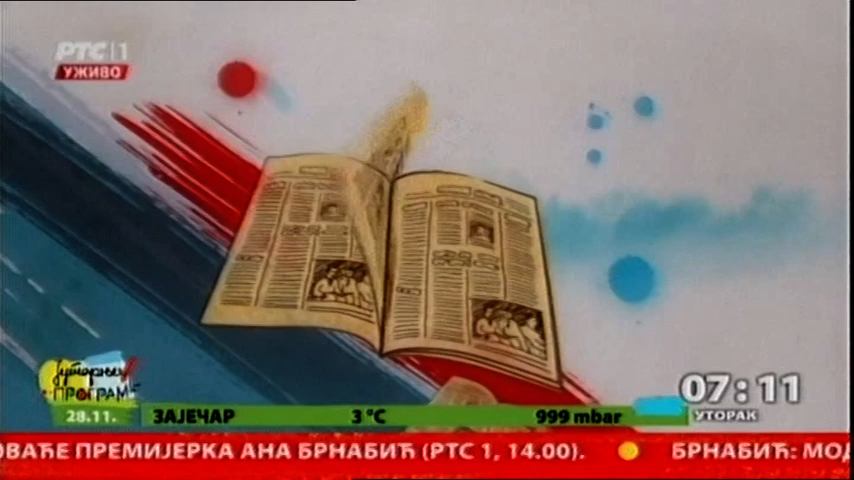 РТС 1
УЖИВО
Јутарњи
ПРОГРАМ
28.11. ЗАЈЕЧАР 3 °C 999 mbar
07:11
УТОРАК
ОВАЋЕ ПРЕМИЈЕРКА АНА БРНАБИЋ (РТС 1, 14.00). БРНАБИЋ: МОД